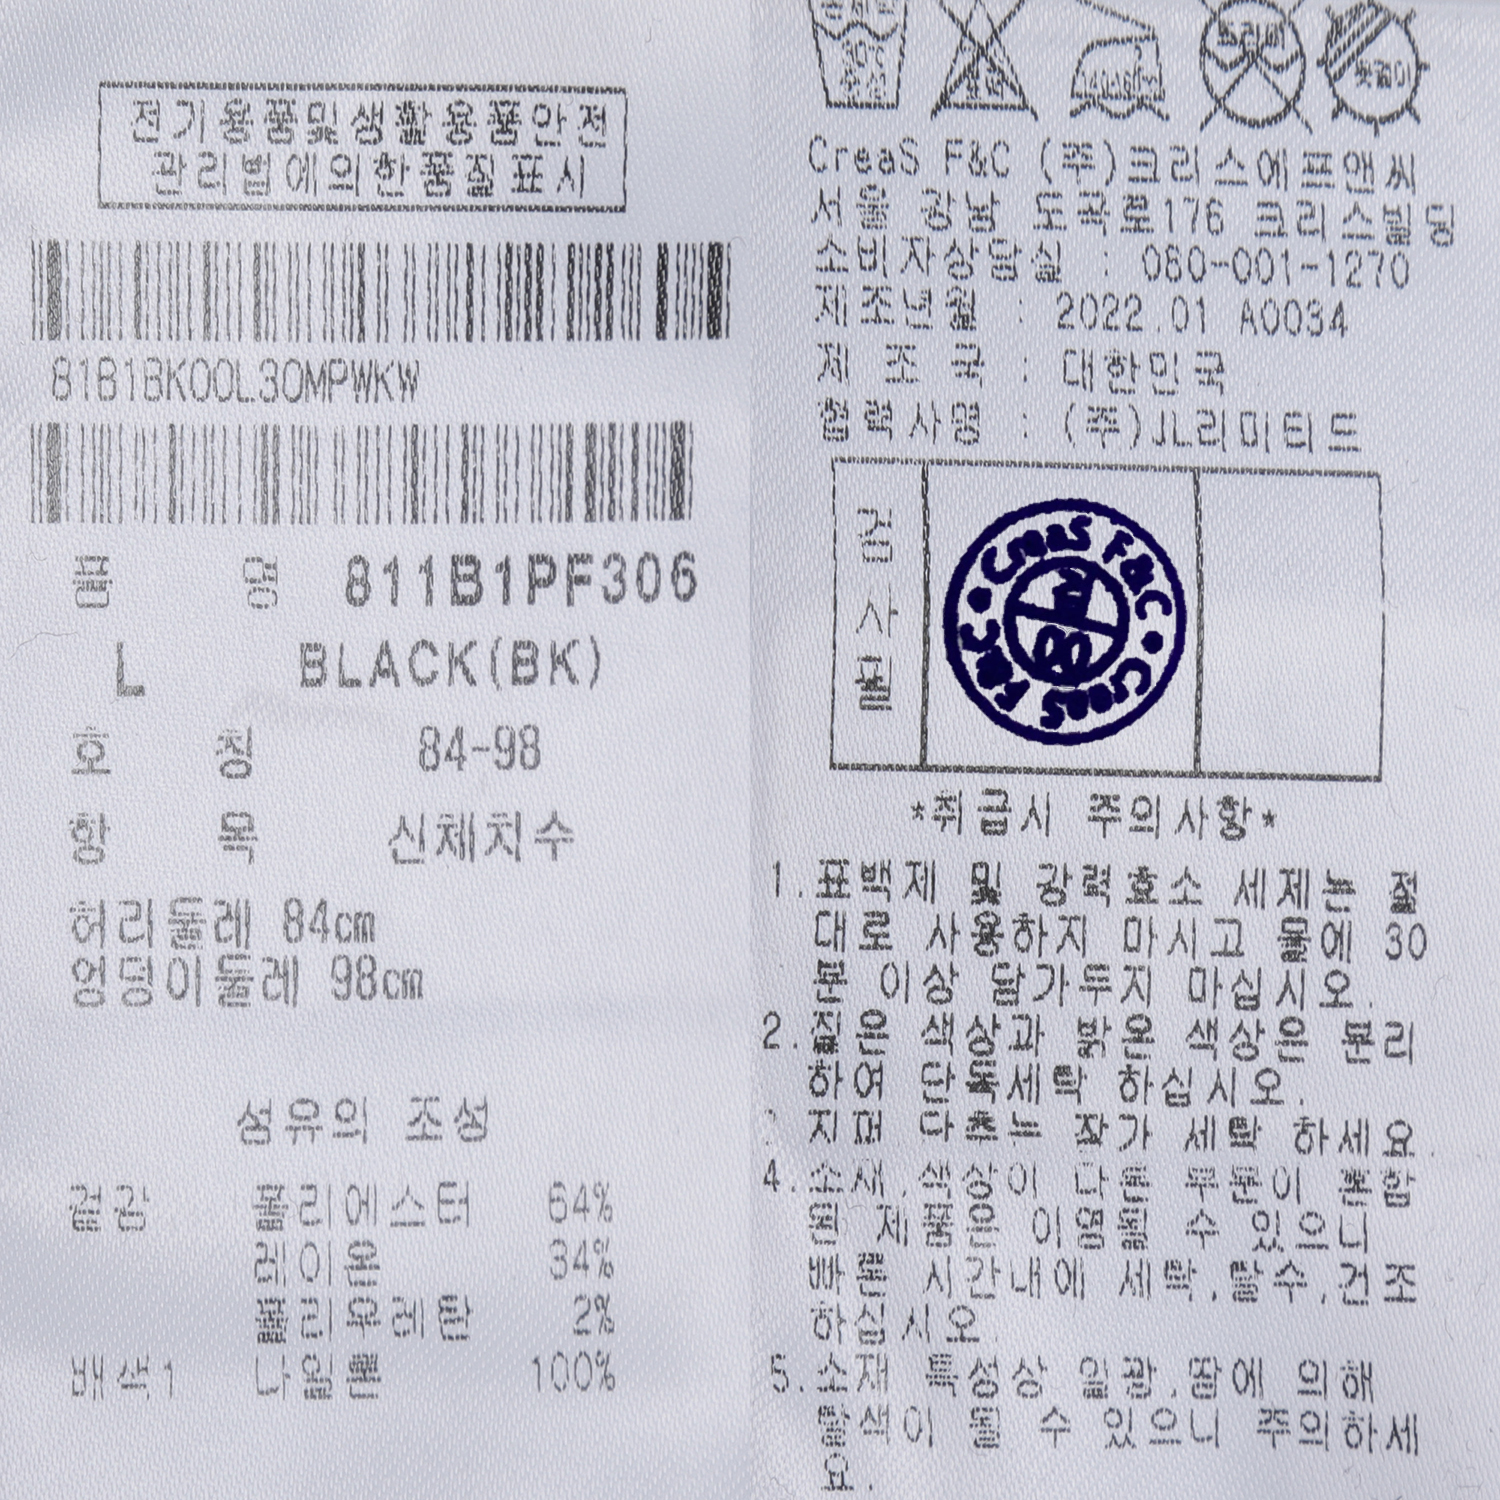 전기용품및생활용품안전
관리법에의한품질표시
81B1BK00L30MPWKW
품 명 811B1PF306
L BLACK(BK)
호 칭 84-98
항 목 신체치수
허리둘레 84cm
엉덩이둘레 98cm
섬유의 조성
겉감 폴리에스터 64%
레이온 34%
폴리우레탄 2%
배색1 나일론 100%
CreaS F&C (주)크리스에프앤씨
서울 강남 도곡로176 크리스빌딩
소비자상담실 : 080-001-1270
제조년월 : 2022.01 A0034
제 조 국 : 대한민국
협력사명 : (주)JL리미티드
검사필
CreaS F&C • CreaS F&C •
*취급시 주의사항*
1.표백제 및 강력효소 세제는 절
대로 사용하지 마시고 물에 30
분 이상 담가두지 마십시오.
2.짙은 색상과 밝은 색상은 분리
하여 단독세탁 하십시오.
지퍼 단추는 잠가 세탁 하세요.
4.소재,색상이 다른 부분이 혼합
된 제품은 이염될 수 있으니
빠른 시간내에 세탁,탈수,건조
하십시오.
5.소재 특성상 일광,땀에 의해
탈색이 될 수 있으니 주의하세
요.